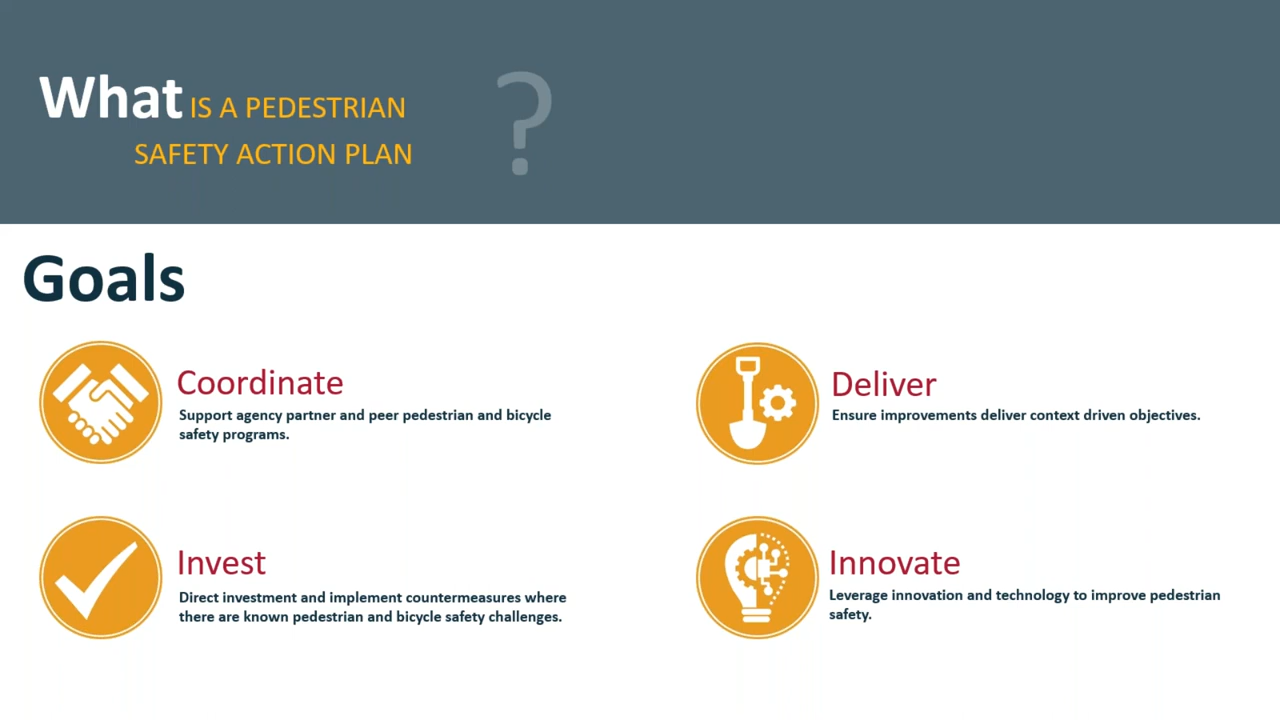 What IS A PEDESTRIAN
SAFETY ACTION PLAN
?
Goals
Coordinate
Support agency partner and peer pedestrian and bicycle
safety programs.
Deliver
Ensure improvements deliver context driven objectives.
Invest
Direct investment and implement countermeasures where
there are known pedestrian and bicycle safety challenges.
Innovate
Leverage innovation and technology to improve pedestrian
safety.